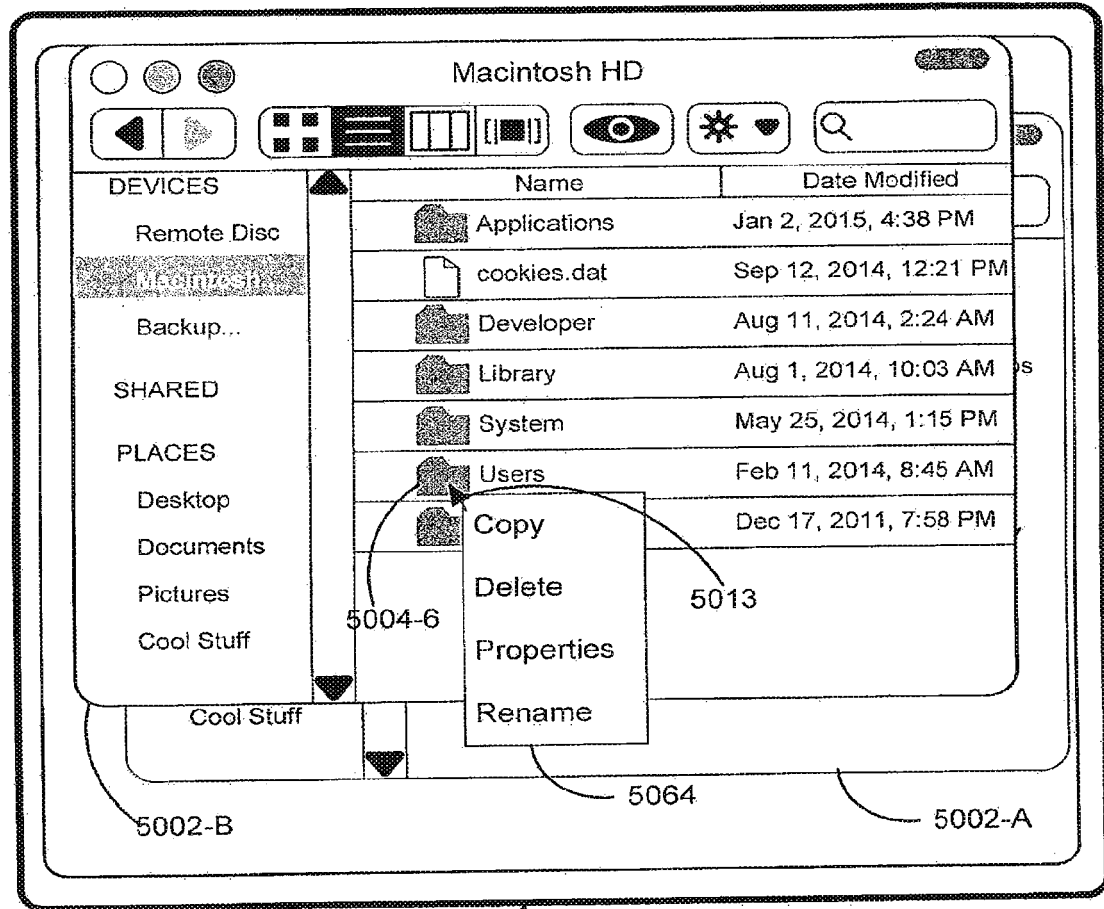 Macintosh HD
DEVICES
Name Date Modified
Remote Disc
Applications Jan 2, 2015, 4:38 PM
Macintosh...
cookies.dat Sep 12, 2014, 12:21 PM
Backup...
Developer Aug 11, 2014, 2:24 AM
SHARED
Library Aug 1, 2014, 10:03 AM
os
System May 25, 2014, 1:15 PM
PLACES
Users Feb 11, 2014, 8:45 AM
Desktop
Copy Dec 17, 2011, 7:58 PM
Documents
Delete
Pictures
5004-6
5013
Cool Stuff
Properties
Rename
Cool Stuff
5064
5002-B
5002-A